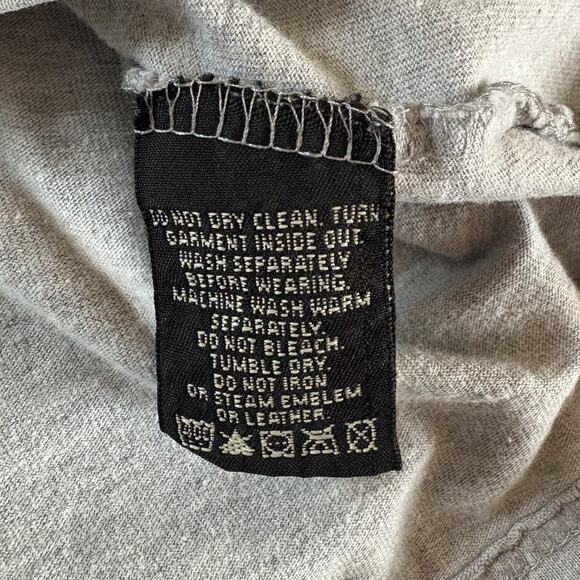 DO NOT DRY CLEAN. TURN
GARMENT INSIDE OUT.
WASH SEPARATELY
BEFORE WEARING.
MACHINE WASH WARM
SEPARATELY.
DO NOT BLEACH.
TUMBLE DRY
DO NOT IRON
OR STEAM EMBLEM
OR LEATHER.